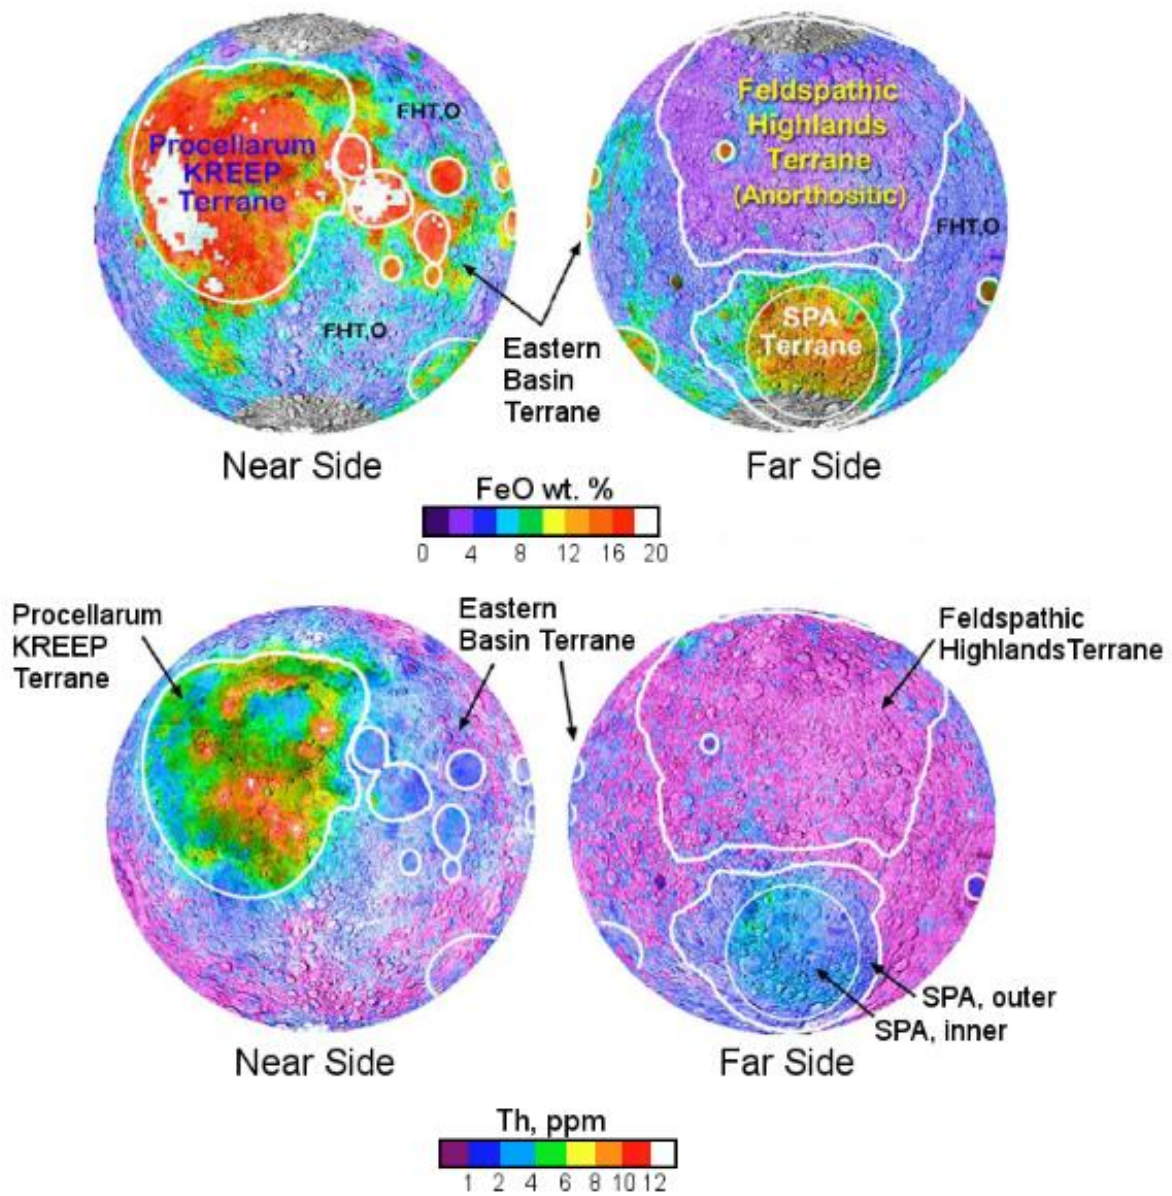 FHT,O
Procellarum
KREEP
Terrane
FHT,O
Feldspathic
Highlands
Terrane
(Anorthositic)
FHT,O
SPA
Terrane
Eastern
Basin
Terrane
Near Side
Far Side
FeO wt. %
0 4 8 12 16 20
Procellarum
KREEP
Terrane
Eastern
Basin Terrane
Feldspathic
HighlandsTerrane
SPA, outer
SPA, inner
Near Side
Far Side
Th, ppm
1 2 4 6 8 10 12